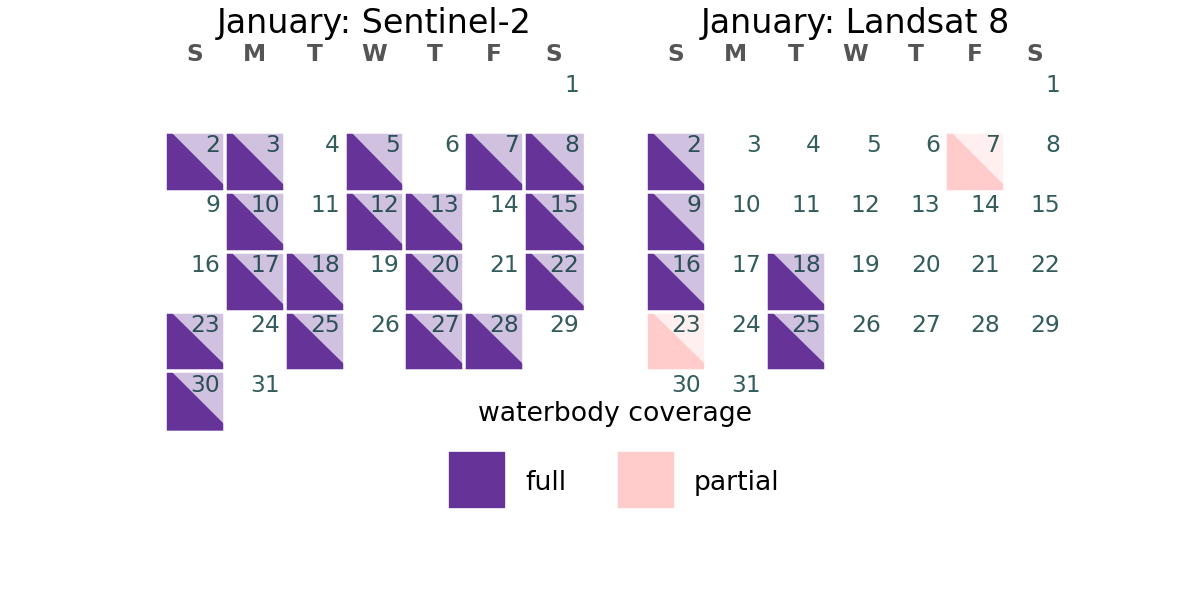 January: Sentinel-2
S M T W T F S
1
2 3 4 5 6 7 8
9 10 11 12 13 14 15
16 17 18 19 20 21 22
23 24 25 26 27 28 29
30 31
January: Landsat 8
S M T W T F S
1
2 3 4 5 6 7 8
9 10 11 12 13 14 15
16 17 18 19 20 21 22
23 24 25 26 27 28 29
30 31
waterbody coverage
full partial